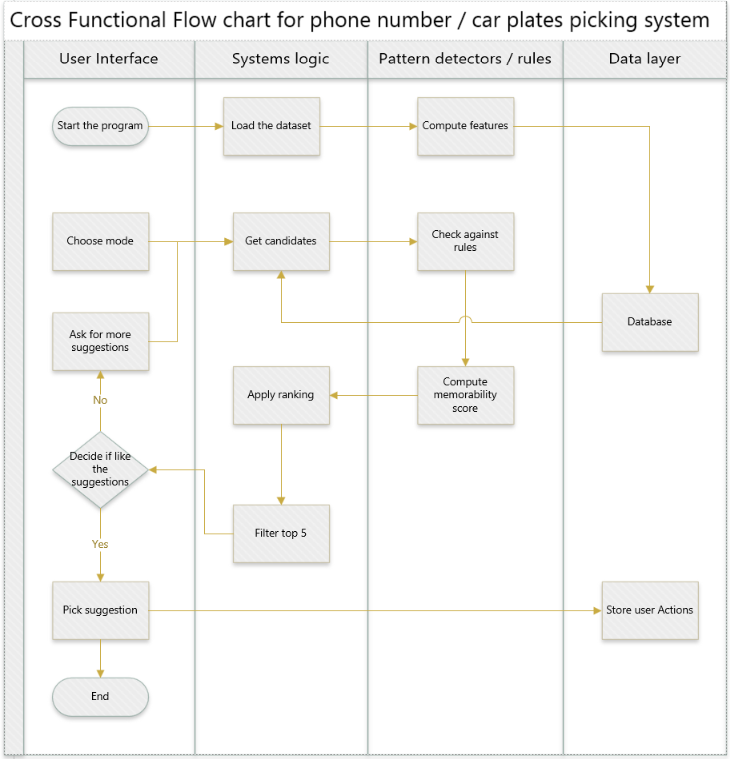 Cross Functional Flow chart for phone number / car plates picking system
User Interface
Systems logic
Pattern detectors / rules
Data layer
Start the program
Load the dataset
Compute features
Choose mode
Get candidates
Check against
rules
Ask for more
suggestions
Database
No
Apply ranking
Compute
memorability
score
Decide if like
the
suggestions
Filter top 5
Yes
Pick suggestion
Store user Actions
End